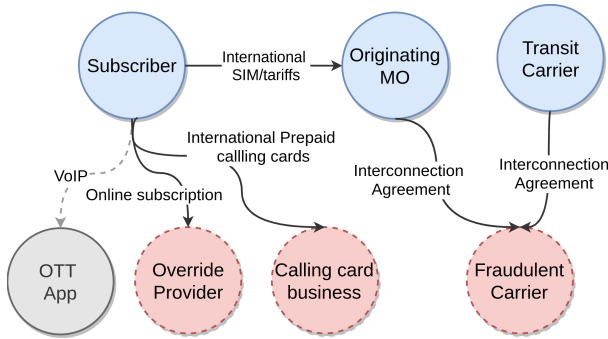 Subscriber
International
SIM/tariffs
Originating
MO
Transit
Carrier
International Prepaid
callling cards
VoIP
Online subscription
Interconnection
Agreement
Interconnection
Agreement
OTT
App
Override
Provider
Calling card
business
Fraudulent
Carrier